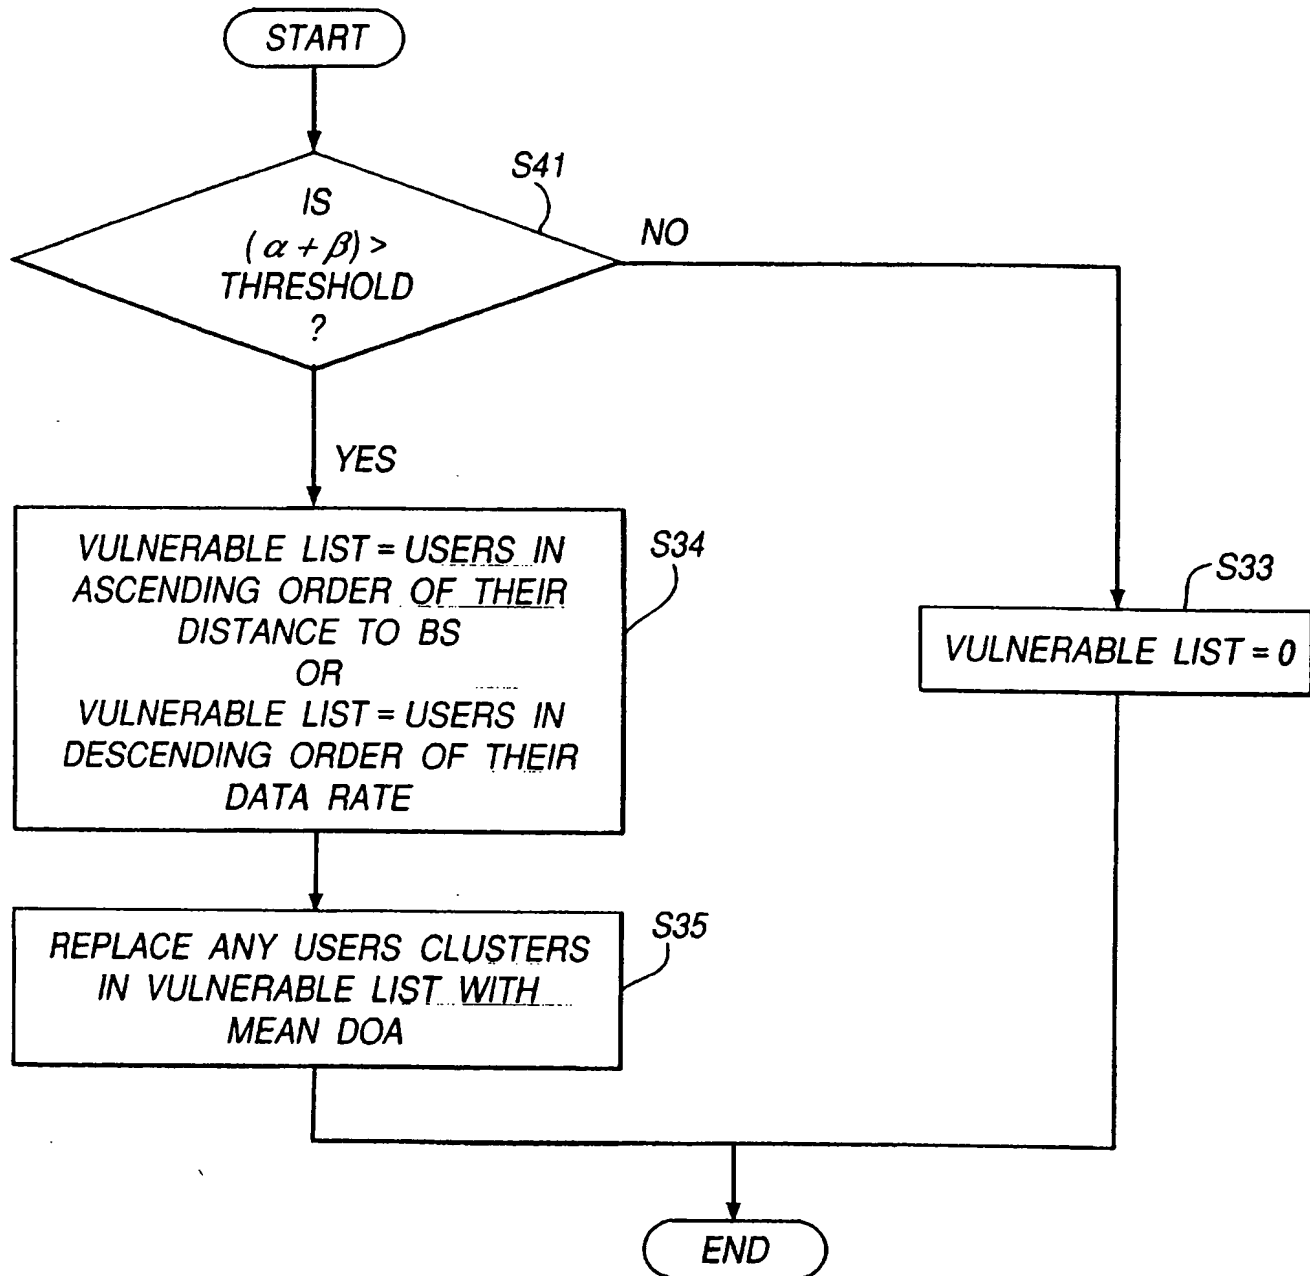 START
S41
IS
(α + β) >
THRESHOLD
?
NO
YES
VULNERABLE LIST = USERS IN
ASCENDING ORDER OF THEIR
DISTANCE TO BS
OR
VULNERABLE LIST = USERS IN
DESCENDING ORDER OF THEIR
DATA RATE
S34
S33
VULNERABLE LIST = 0
REPLACE ANY USERS CLUSTERS
IN VULNERABLE LIST WITH
MEAN DOA
S35
END